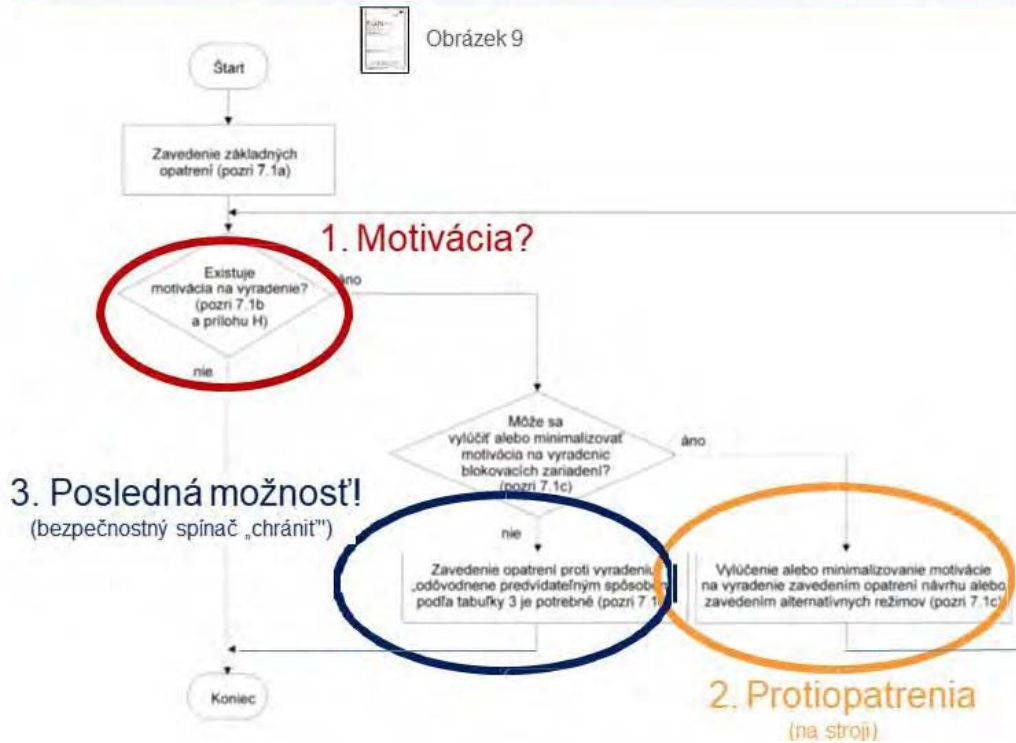 Obrázek 9
Štart
Zavedenie základných
opatrení (pozri 7.1a)
1. Motivácia?
Existuje
motivácia na vyradenie?
(pozri 7.1b
a prílohu H)
áno
nie
Môže sa
vylúčiť alebo minimalizovať
motivácia na vyradenie
blokovacích zariadení?
(pozri 7.1c)
áno
nie
3. Posledná možnosť!
(bezpečnostný spínač „chrániť")
Zavedenie opatrení proti vyradeniu
„odôvodnene predvídateľným
podľa tabuľky 3 je potrebné (pozri 7.1
Vylúčenie alebo minimalizovanie motivácie
na vyradenie zavedením opatrení návrhu alebo
zavedením alternatívnych režimov (pozri 7.1c)
Koniec
2. Protiopatrenia
(na stroji)